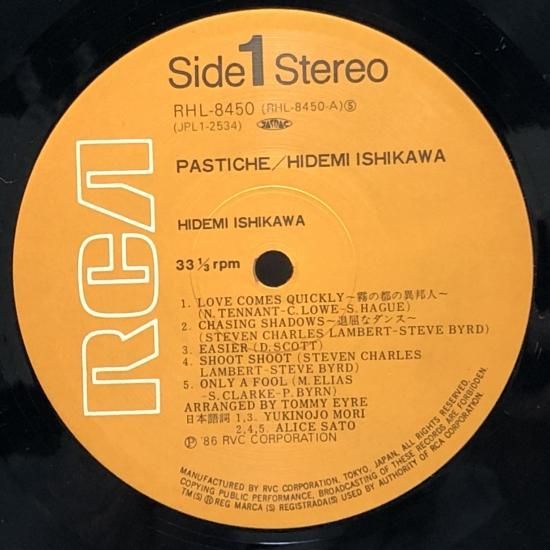 Side 1 Stereo
RHL-8450 (RHL-8450-A) Ⓢ
(JPL1-2534) JASRAC
PASTICHE/HIDEMI ISHIKAWA
RCA
HIDEMI ISHIKAWA
33 1/3 rpm
1. LOVE COMES QUICKLY~霧の都の異邦人~
(N. TENNANT-C. LOWE-S. HAGUE)
2. CHASING SHADOWS~退屈なダンス~
(STEVEN CHARLES LAMBERT-STEVE BYRD)
3. EASIER (D. SCOTT)
4. SHOOT SHOOT (STEVEN CHARLES
LAMBERT-STEVE BYRD)
5. ONLY A FOOL (M. ELIAS
-S. CLARKE-P. BYRN)
ARRANGED BY TOMMY EYRE
日本語詞 1,3. YUKINOJO MORI
2,4,5. ALICE SATO
Ⓟ '86 RVC CORPORATION
MANUFACTURED BY RVC CORPORATION, TOKYO, JAPAN, ALL RIGHTS RESERVED.
COPYING PUBLIC PERFORMANCE, BROADCASTING OF THESE RECORDS ARE FORBIDDEN.
TM(S) Ⓡ REG MARCA(S) REGISTRADA(S) USED BY AUTHORITY OF RCA CORPORATION